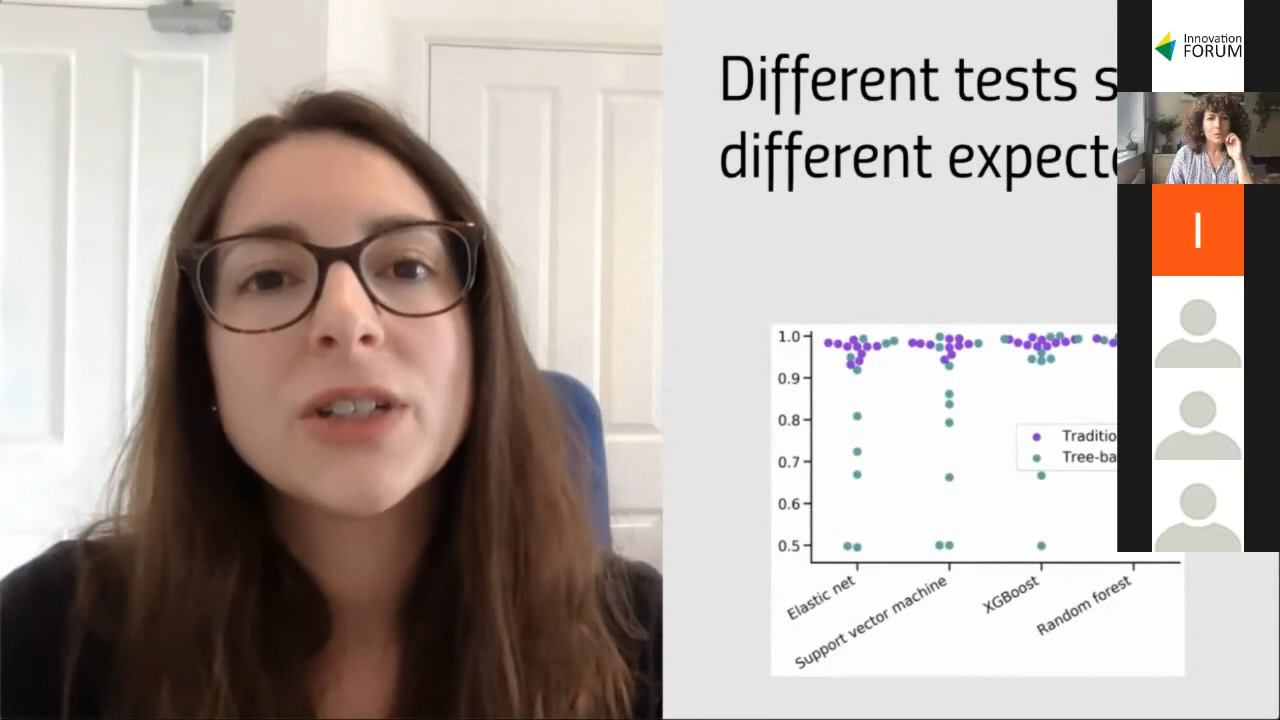 Different tests s
different expecte
Innovation
FORUM
I
1.0
0.9
0.8
0.7
0.6
0.5
Traditio
Tree-ba
Elastic net
Support vector machine
XGBoost
Random forest